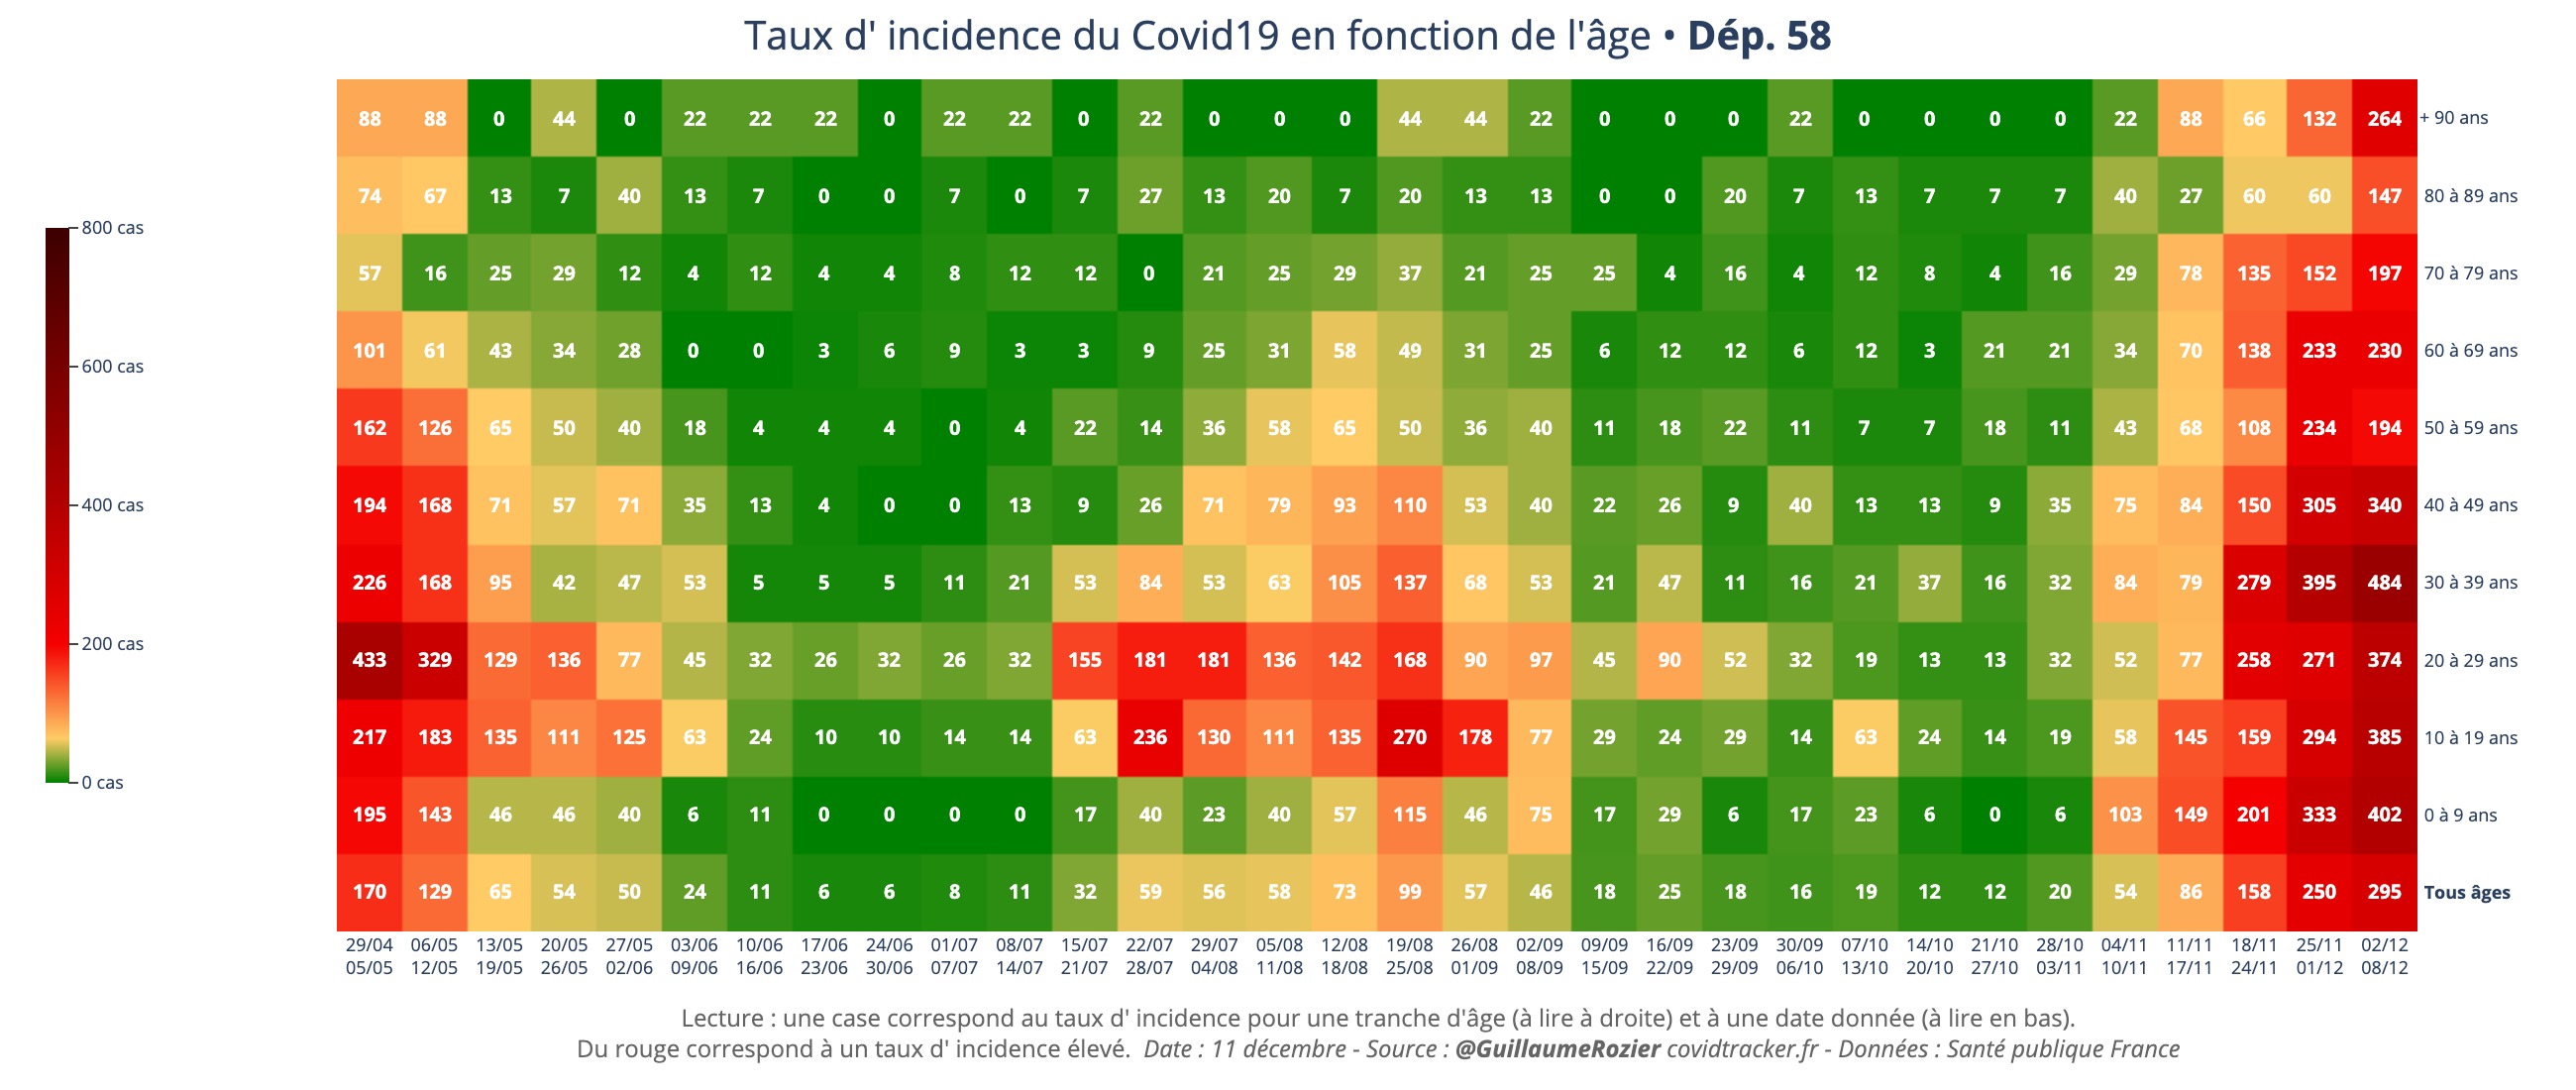 Taux d' incidence du Covid19 en fonction de l'âge • Dép. 58
800 cas
600 cas
400 cas
200 cas
0 cas
88 88 0 44 0 22 22 22 0 22 22 0 22 0 0 0 44 44 22 0 0 0 22 0 0 0 0 22 88 66 132 264 + 90 ans
74 67 13 7 40 13 7 0 0 7 0 7 27 13 20 7 20 13 13 0 0 20 7 13 7 7 7 40 27 60 60 147 80 à 89 ans
57 16 25 29 12 4 12 4 4 8 12 12 0 21 25 29 37 21 25 25 4 16 4 12 8 4 16 29 78 135 152 197 70 à 79 ans
101 61 43 34 28 0 0 3 6 9 3 3 9 25 31 58 49 31 25 6 12 12 6 12 3 21 21 34 70 138 233 230 60 à 69 ans
162 126 65 50 40 18 4 4 4 0 4 22 14 36 58 65 50 36 40 11 18 22 11 7 7 18 11 43 68 108 234 194 50 à 59 ans
194 168 71 57 71 35 13 4 0 0 13 9 26 71 79 93 110 53 40 22 26 9 40 13 13 9 35 75 84 150 305 340 40 à 49 ans
226 168 95 42 47 53 5 5 5 11 21 53 84 53 63 105 137 68 53 21 47 11 16 21 37 16 32 84 79 279 395 484 30 à 39 ans
433 329 129 136 77 45 32 26 32 26 32 155 181 181 136 142 168 90 97 45 90 52 32 19 13 13 32 52 77 258 271 374 20 à 29 ans
217 183 135 111 125 63 24 10 10 14 14 63 236 130 111 135 270 178 77 29 24 29 14 63 24 14 19 58 145 159 294 385 10 à 19 ans
195 143 46 46 40 6 11 0 0 0 0 17 40 23 40 57 115 46 75 17 29 6 17 23 6 0 6 103 149 201 333 402 0 à 9 ans
170 129 65 54 50 24 11 6 6 8 11 32 59 56 58 73 99 57 46 18 25 18 16 19 12 12 20 54 86 158 250 295 Tous âges
29/04 06/05 13/05 20/05 27/05 03/06 10/06 17/06 24/06 01/07 08/07 15/07 22/07 29/07 05/08 12/08 19/08 26/08 02/09 09/09 16/09 23/09 30/09 07/10 14/10 21/10 28/10 04/11 11/11 18/11 25/11 02/12
05/05 12/05 19/05 26/05 02/06 09/06 16/06 23/06 30/06 07/07 14/07 21/07 28/07 04/08 11/08 18/08 25/08 01/09 08/09 15/09 22/09 29/09 06/10 13/10 20/10 27/10 03/11 10/11 17/11 24/11 01/12 08/12
Lecture : une case correspond au taux d' incidence pour une tranche d'âge (à lire à droite) et à une date donnée (à lire en bas).
Du rouge correspond à un taux d' incidence élevé. Date : 11 décembre - Source : @GuillaumeRozier covidtracker.fr - Données : Santé publique France